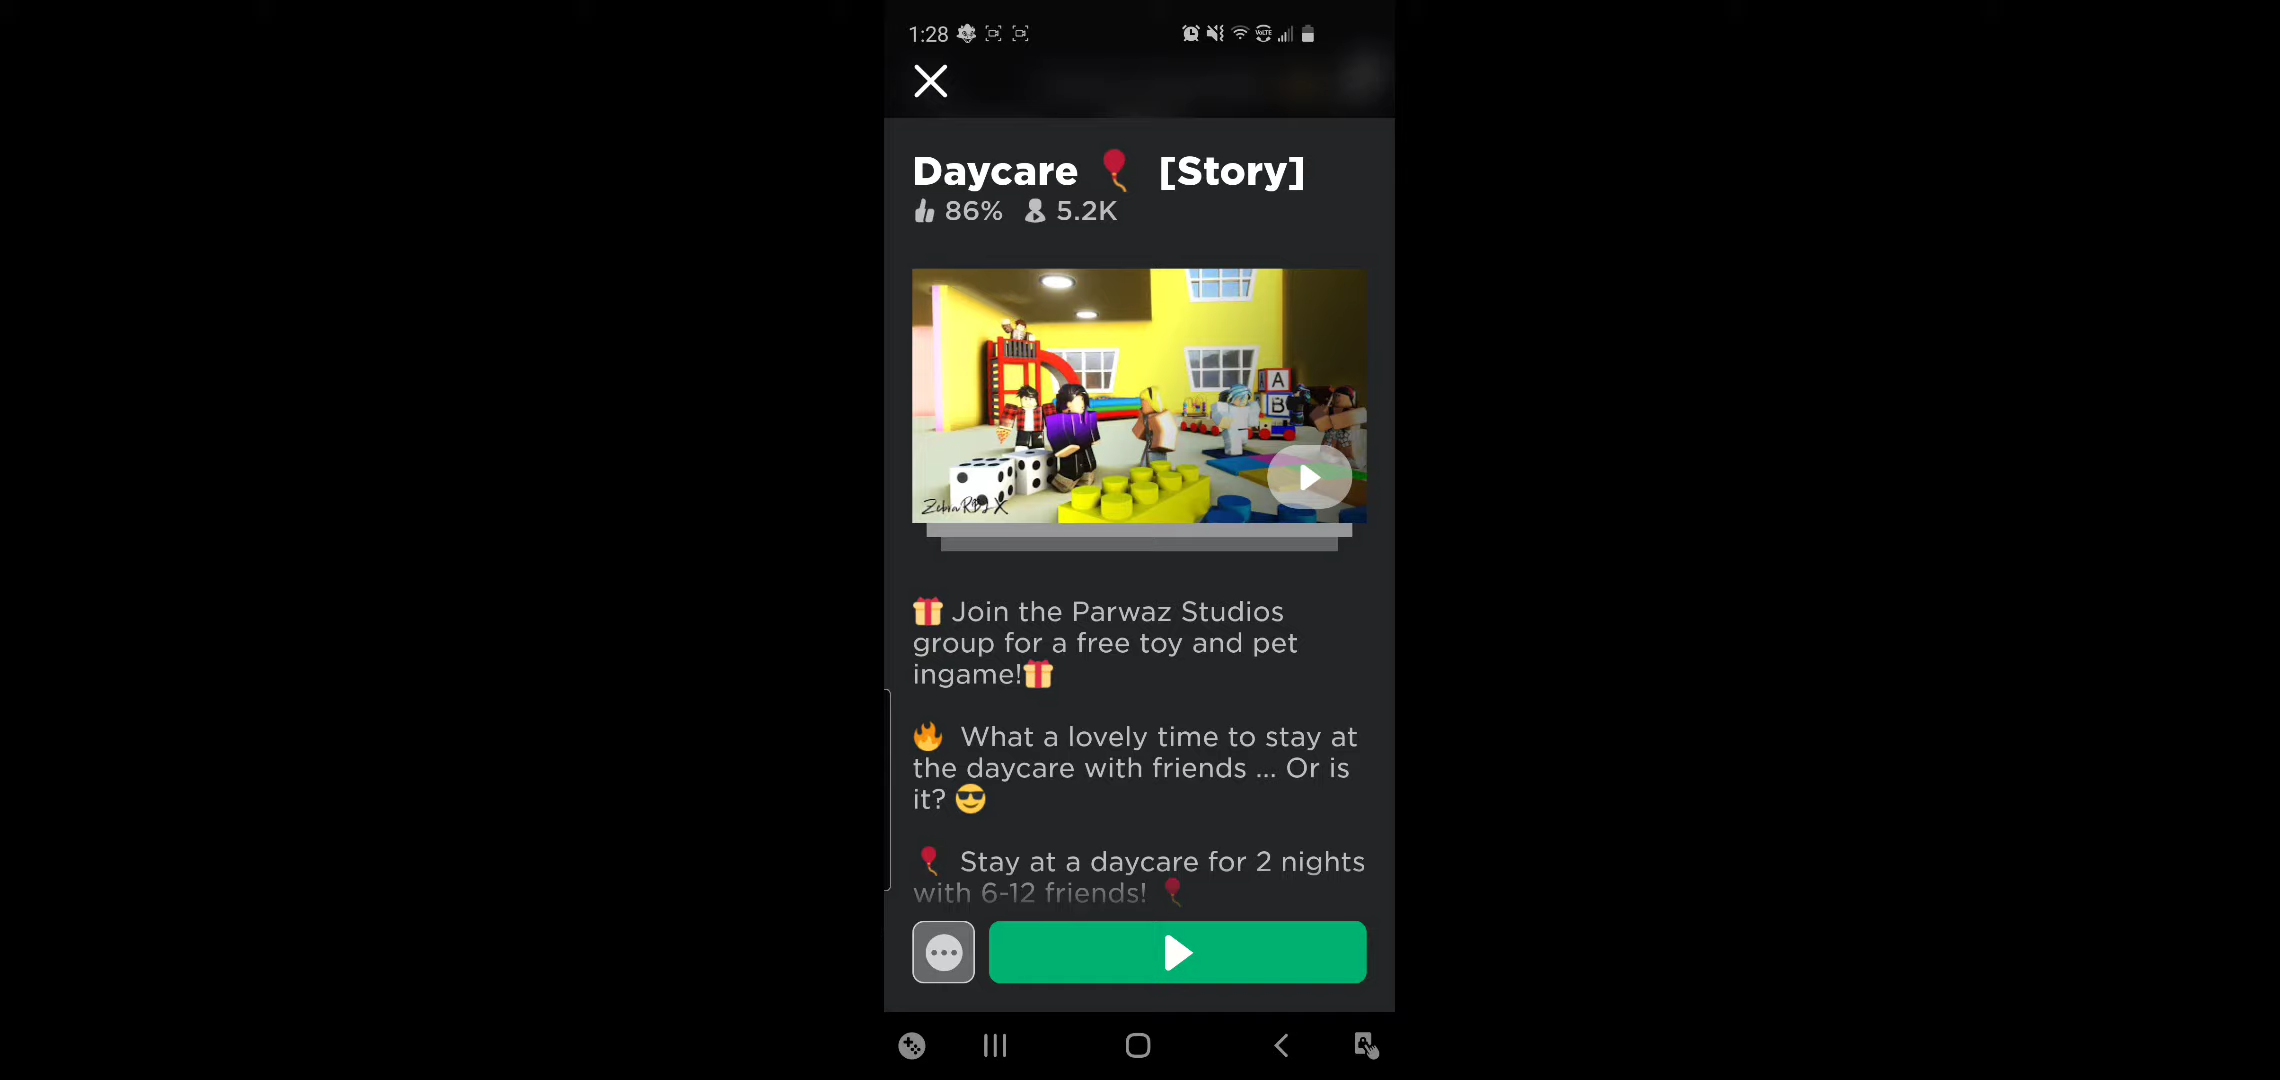 1:28
Daycare 🎈 [Story]
86% 5.2K
A
B
ZebraRBLX
🎁 Join the Parwaz Studios
group for a free toy and pet
ingame!🎁
🔥 What a lovely time to stay at
the daycare with friends ... Or is
it? 😎
🎈 Stay at a daycare for 2 nights
with 6-12 friends! 🎈